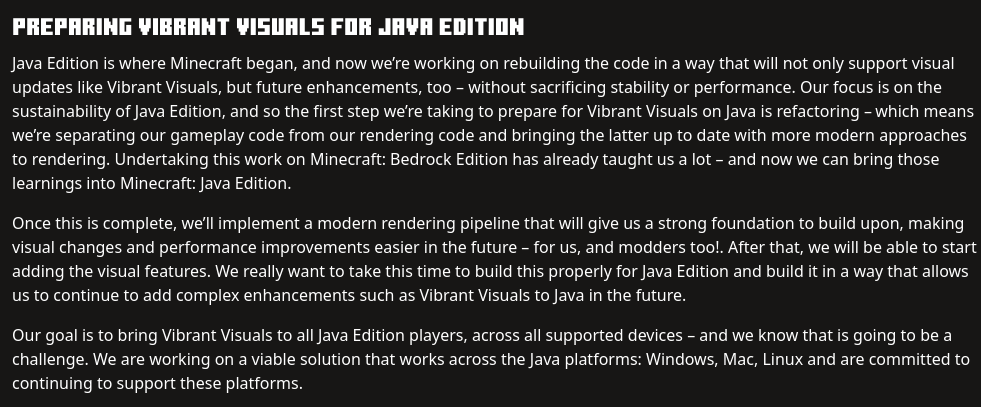 PREPARING VIBRANT VISUALS FOR JAVA EDITION
Java Edition is where Minecraft began, and now we’re working on rebuilding the code in a way that will not only support visual
updates like Vibrant Visuals, but future enhancements, too – without sacrificing stability or performance. Our focus is on the
sustainability of Java Edition, and so the first step we’re taking to prepare for Vibrant Visuals on Java is refactoring – which means
we’re separating our gameplay code from our rendering code and bringing the latter up to date with more modern approaches
to rendering. Undertaking this work on Minecraft: Bedrock Edition has already taught us a lot – and now we can bring those
learnings into Minecraft: Java Edition.
Once this is complete, we’ll implement a modern rendering pipeline that will give us a strong foundation to build upon, making
visual changes and performance improvements easier in the future – for us, and modders too!. After that, we will be able to start
adding the visual features. We really want to take this time to build this properly for Java Edition and build it in a way that allows
us to continue to add complex enhancements such as Vibrant Visuals to Java in the future.
Our goal is to bring Vibrant Visuals to all Java Edition players, across all supported devices – and we know that is going to be a
challenge. We are working on a viable solution that works across the Java platforms: Windows, Mac, Linux and are committed to
continuing to support these platforms.